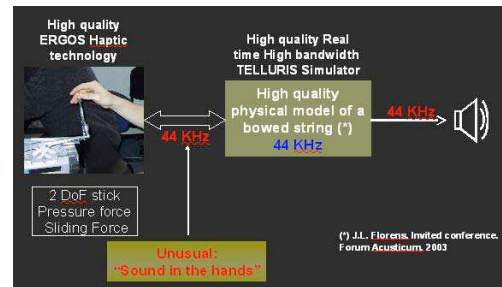 High quality
ERGOS Haptic
technology
High quality Real
time High bandwidth
TELLURIS Simulator
High quality
physical model of a
bowed string (*)
44 KHz
44 KHz
44 KHz
2 DoF stick
Pressure force
Sliding Force
(*) J.L. Florens. Invited conference.
Forum Acusticum. 2003
Unusual:
"Sound in the hands"